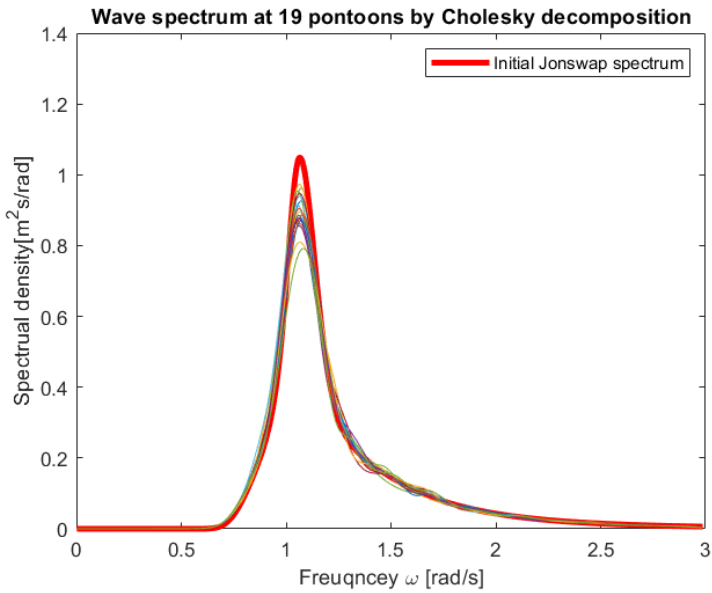 Wave spectrum at 19 pontoons by Cholesky decomposition
1.4
Initial Jonswap spectrum
1.2
1
0.8
0.6
0.4
0.2
0
Spectrual density[m²s/rad]
0 0.5 1 1.5 2 2.5 3
Freuqncey ω [rad/s]